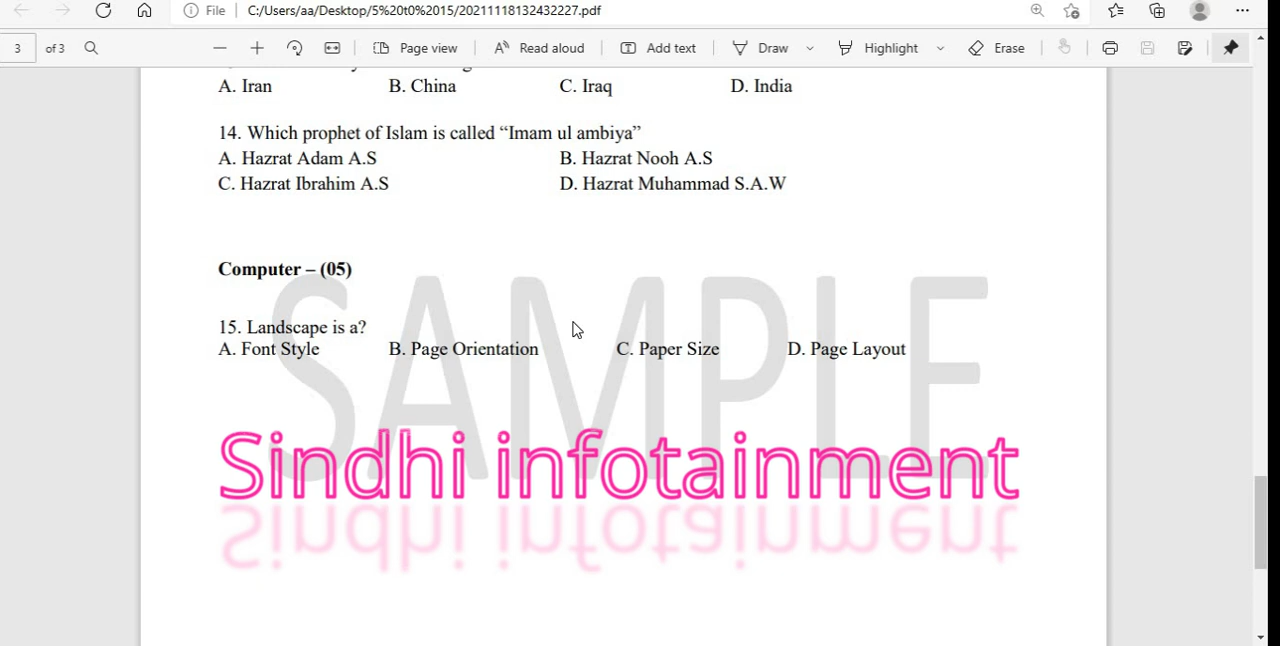 File
C:/Users/aa/Desktop/5%20t0%2015/20211118132432227.pdf
3 of 3
Page view
Read aloud
Add text
Draw
Highlight
Erase
A. Iran B. China C. Iraq D. India
14. Which prophet of Islam is called “Imam ul ambiya”
A. Hazrat Adam A.S B. Hazrat Nooh A.S
C. Hazrat Ibrahim A.S D. Hazrat Muhammad S.A.W
Computer – (05)
SAMPLE
15. Landscape is a?
A. Font Style B. Page Orientation C. Paper Size D. Page Layout
Sindhi infotainment